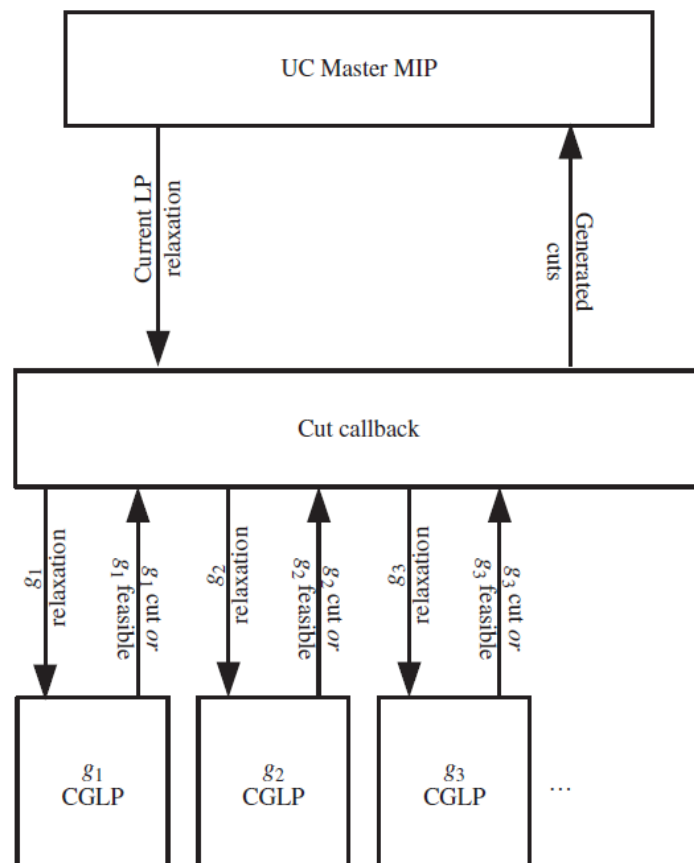 UC Master MIP
Current LP
relaxation
Generated
cuts
Cut callback
g1
relaxation
g1 cut or
g1 feasible
g2
relaxation
g2 cut or
g2 feasible
g3
relaxation
g3 cut or
g3 feasible
g1
CGLP
g2
CGLP
g3
CGLP
...